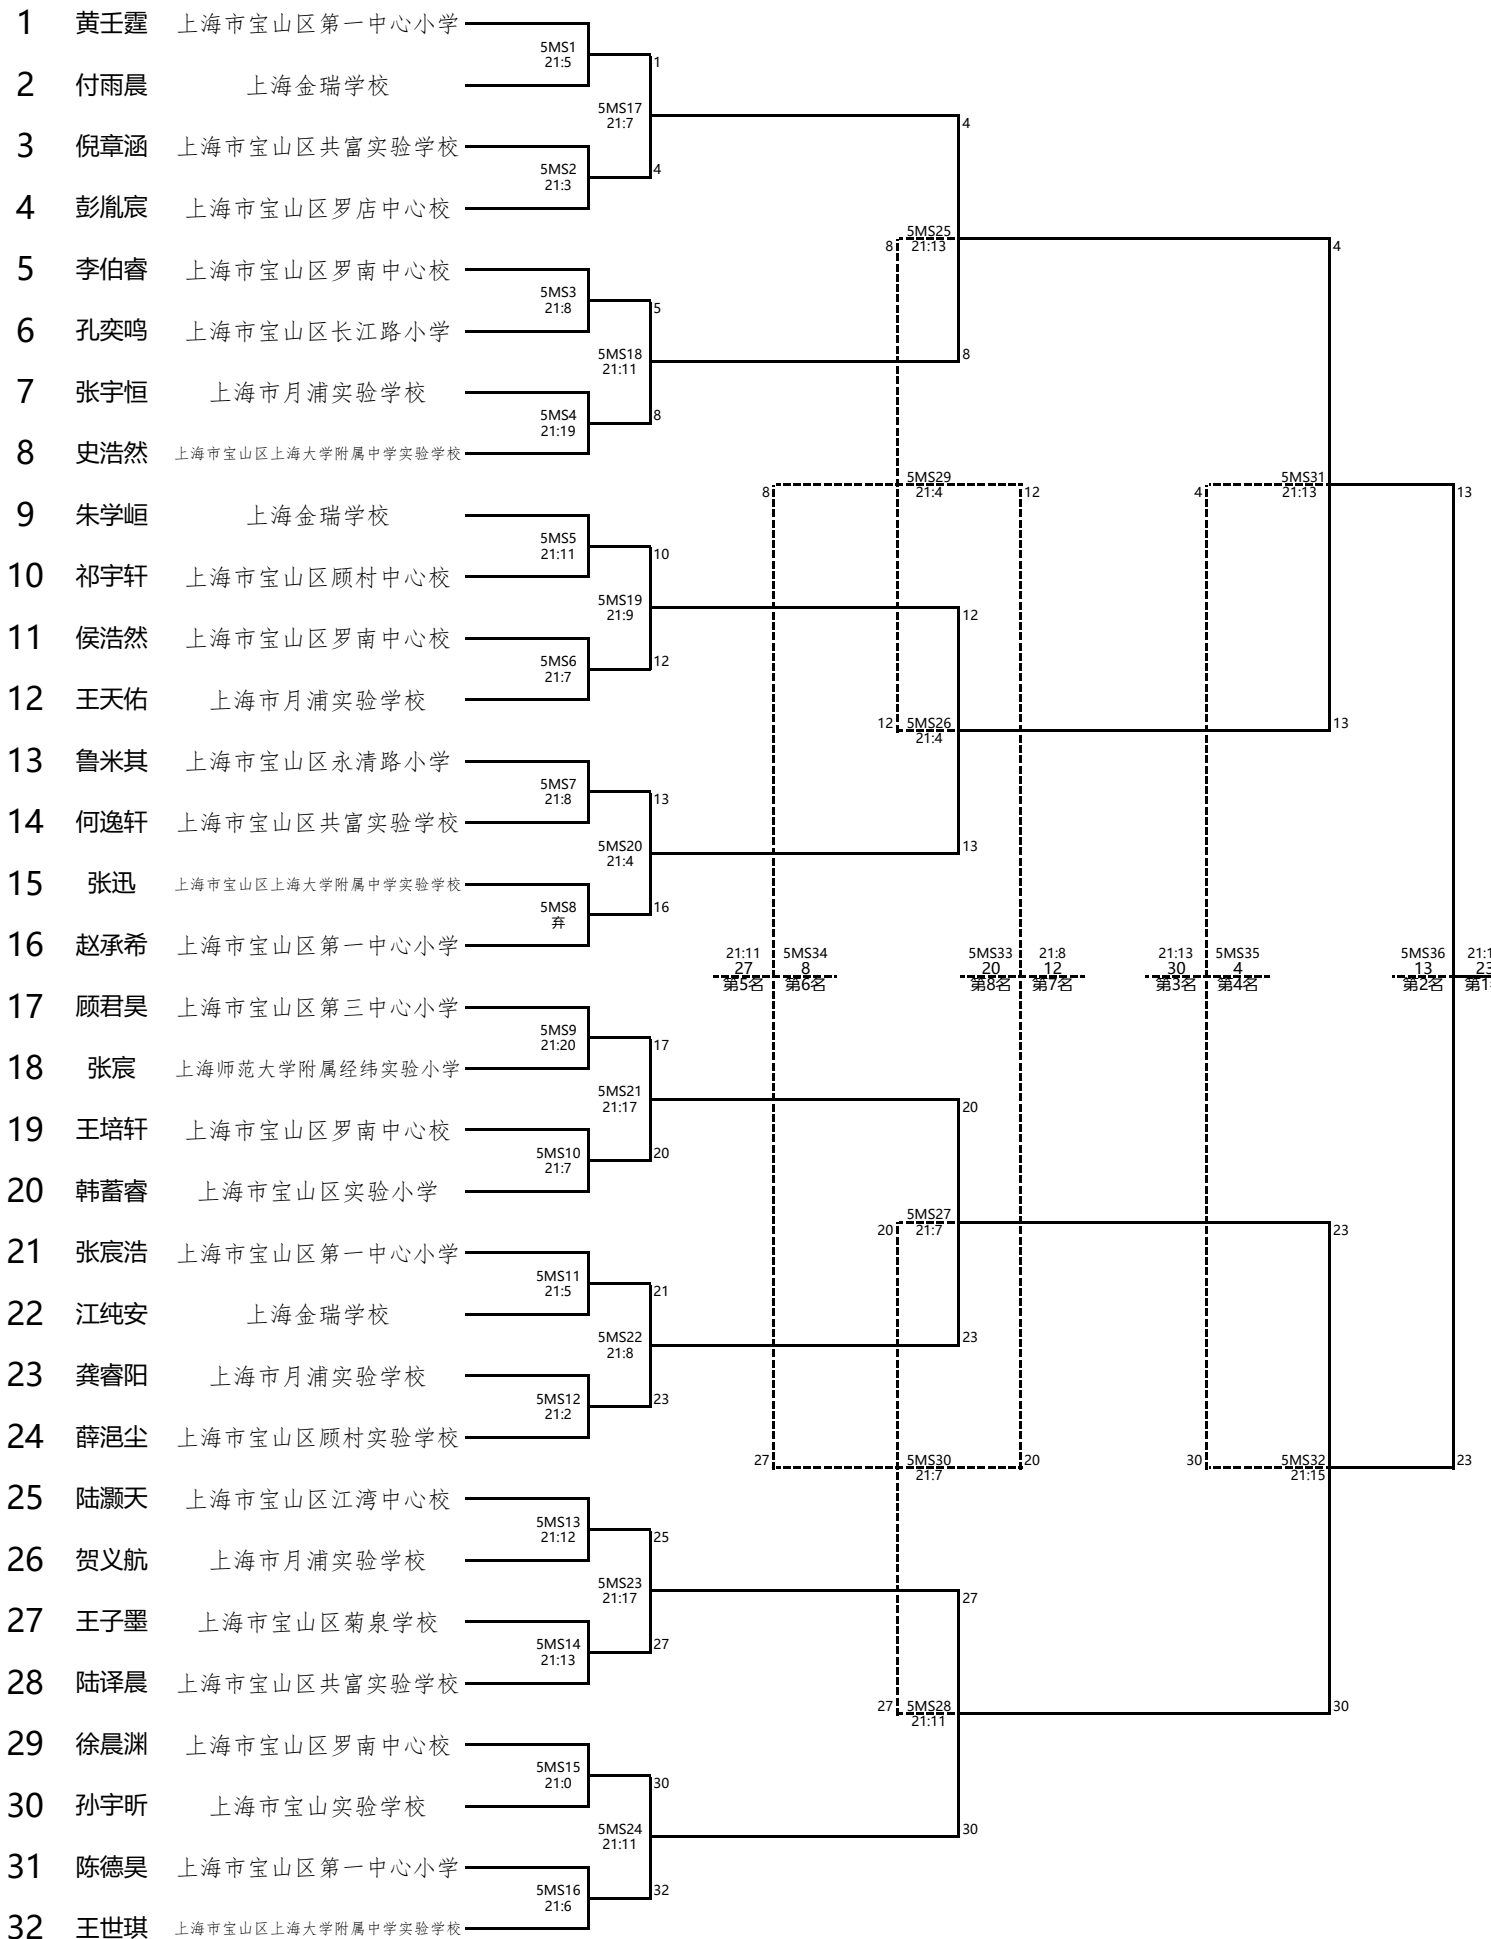 1 黄壬霆 上海市宝山区第一中心小学
5MS1
21:5
1
2 付雨晨 上海金瑞学校
5MS17
21:7
4
3 倪章涵 上海市宝山区共富实验学校
5MS2
21:3
4
4 彭胤宸 上海市宝山区罗店中心校
8 5MS25
21:13
4
5 李伯睿 上海市宝山区罗南中心校
5MS3
21:8
5
6 孔奕鸣 上海市宝山区长江路小学
5MS18
21:11
8
7 张宇恒 上海市月浦实验学校
5MS4
21:19
8
8 史浩然 上海市宝山区上海大学附属中学实验学校
8 5MS29 12
21:4
4 5MS31 13
21:13
9 朱学峘 上海金瑞学校
5MS5
21:11
10
10 祁宇轩 上海市宝山区顾村中心校
5MS19
21:9
12
11 侯浩然 上海市宝山区罗南中心校
5MS6
21:7
12
12 王天佑 上海市月浦实验学校
12 5MS26
21:4
13
13 鲁米其 上海市宝山区永清路小学
5MS7
21:8
13
14 何逸轩 上海市宝山区共富实验学校
5MS20
21:4
13
15 张迅 上海市宝山区上海大学附属中学实验学校
5MS8
弃
16
16 赵承希 上海市宝山区第一中心小学
21:11 5MS34 5MS33 21:8 21:13 5MS35 5MS36
27 8 20 12 30 4 13
第5名 第6名 第8名 第7名 第3名 第4名 第2名
17 顾君昊 上海市宝山区第三中心小学
5MS9
21:20
17
18 张宸 上海师范大学附属经纬实验小学
5MS21
21:17
20
19 王培轩 上海市宝山区罗南中心校
5MS10
21:7
20
20 韩蓄睿 上海市宝山区实验小学
20 5MS27
21:7
23
21 张宸浩 上海市宝山区第一中心小学
5MS11
21:5
21
22 江纯安 上海金瑞学校
5MS22
21:8
23
23 龚睿阳 上海市月浦实验学校
5MS12
21:2
23
24 薛浥尘 上海市宝山区顾村实验学校
27 5MS30 20
21:7
30 5MS32 23
21:15
25 陆灏天 上海市宝山区江湾中心校
5MS13
21:12
25
26 贺义航 上海市月浦实验学校
5MS23
21:17
27
27 王子墨 上海市宝山区菊泉学校
5MS14
21:13
27
28 陆译晨 上海市宝山区共富实验学校
27 5MS28
21:11
30
29 徐晨渊 上海市宝山区罗南中心校
5MS15
21:0
30
30 孙宇昕 上海市宝山实验学校
5MS24
21:11
30
31 陈德昊 上海市宝山区第一中心小学
5MS16
21:6
32
32 王世琪 上海市宝山区上海大学附属中学实验学校